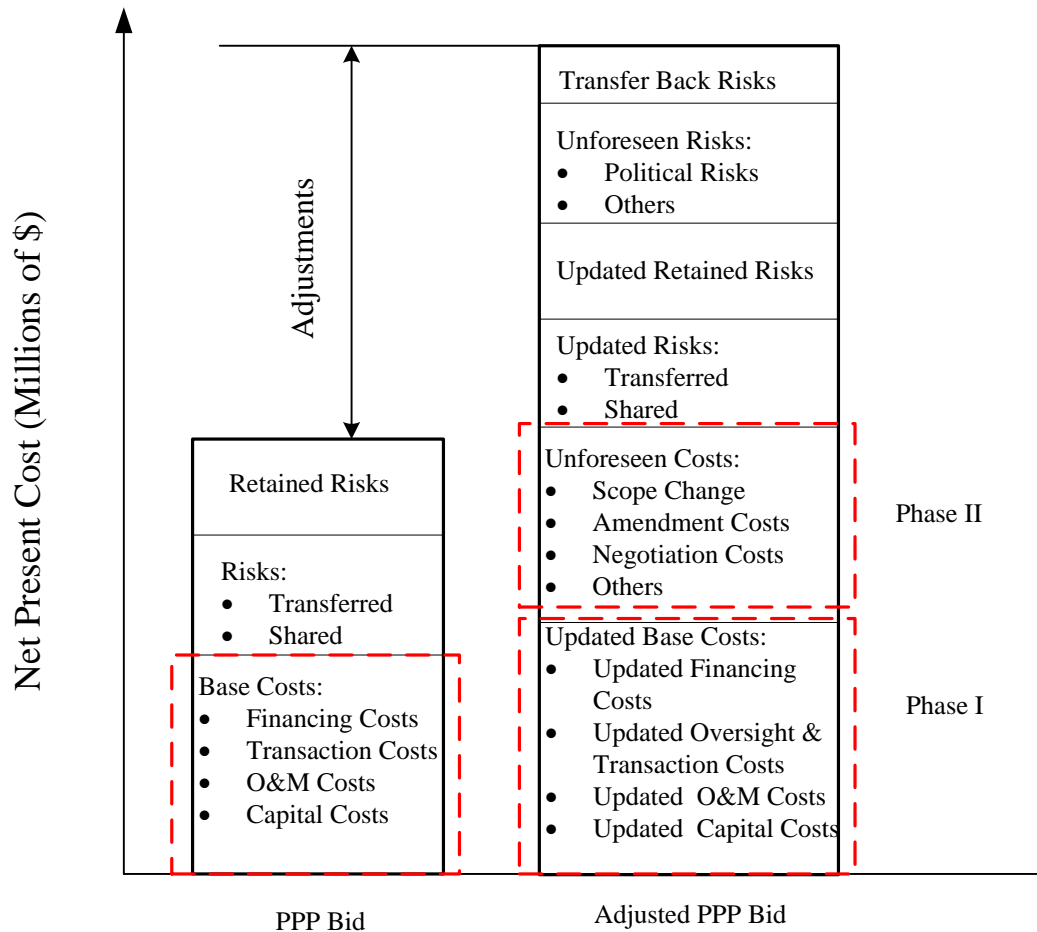 Net Present Cost (Millions of $)
Adjustments
Retained Risks
Risks:
• Transferred
• Shared
Base Costs:
• Financing Costs
• Transaction Costs
• O&M Costs
• Capital Costs
PPP Bid
Transfer Back Risks
Unforeseen Risks:
• Political Risks
• Others
Updated Retained Risks
Updated Risks:
• Transferred
• Shared
Unforeseen Costs:
• Scope Change
• Amendment Costs
• Negotiation Costs
• Others
Updated Base Costs:
• Updated Financing
Costs
• Updated Oversight &
Transaction Costs
• Updated O&M Costs
• Updated Capital Costs
Adjusted PPP Bid
Phase II
Phase I